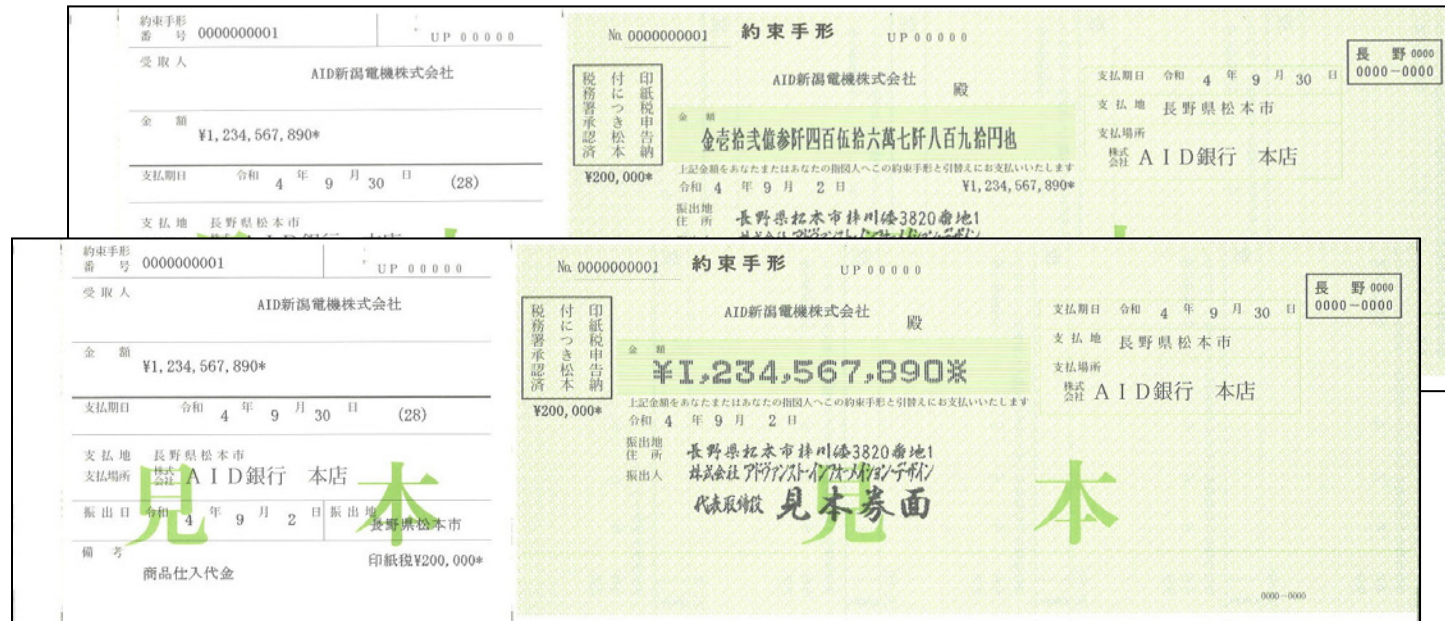 約束手形
番 号 0000000001 UP 00000
受取人
AID新潟電機株式会社
金 額
¥1,234,567,890*
支払期日 令和 4 年 9 月 30 日 (28)
支払地 長野県松本市
No. 0000000001 約束手形 UP00000
印紙税申告納
付につき松本
税務署承認済
¥200,000*
AID新潟電機株式会社 殿
金 額
金壱拾弐億参阡四百伍拾六萬七阡八百九拾円也
上記金額をあなたまたはあなたの指図人へこの約束手形と引替えにお支払いいたします
令和 4 年 9 月 2 日 ¥1,234,567,890*
振出地
住 所 長野県松本市梓川倭3820番地1
支払期日 令和 4 年 9 月 30 日
支払地 長野県松本市
支払場所
株式会社 AID銀行 本店
長 野 0000
0000-0000
約束手形
番 号 0000000001 UP 00000
受取人
AID新潟電機株式会社
金 額
¥1,234,567,890*
支払期日 令和 4 年 9 月 30 日 (28)
支払地 長野県松本市
支払場所 株式会社 AID銀行 本店
振出日 令和 4 年 9 月 2 日 振出地 長野県松本市
備 考
商品仕入代金
印紙税¥200,000*
見 本
No. 0000000001 約束手形 UP00000
印紙税申告納
付につき松本
税務署承認済
¥200,000*
AID新潟電機株式会社 殿
金 額
¥1,234,567,890※
上記金額をあなたまたはあなたの指図人へこの約束手形と引替えにお支払いいたします
令和 4 年 9 月 2 日
振出地
住 所 長野県松本市梓川倭3820番地1
振出人 株式会社 アドヴァンスト・インフォーメイション・デザイン
代表取締役 見本券面
支払期日 令和 4 年 9 月 30 日
支払地 長野県松本市
支払場所
株式会社 AID銀行 本店
長 野 0000
0000-0000
見 本
0000-0000